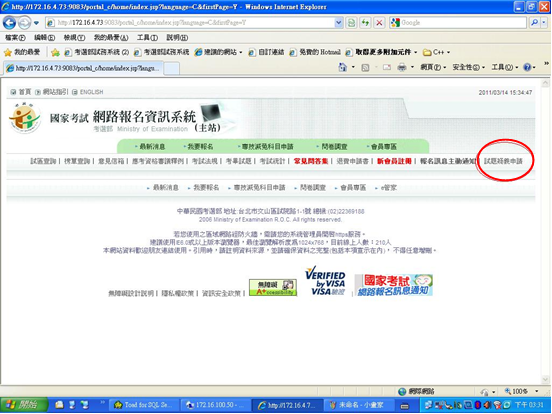 http://172.16.4.73:9083/portal_c/home/index.jsp?language=C&firstPage=Y - Windows Internet Explorer
http://172.16.4.73:9083/portal_c/home/index.jsp?language=C&firstPage=Y
Google
檔案(F) 編輯(E) 檢視(V) 我的最愛(A) 工具(T) 說明(H)
我的最愛 考選部試務系統 (2) 考選部試務系統 建議的網站 自訂連結 免費的 Hotmail 取得更多附加元件 C++
http://172.16.4.73:9083/portal_c/home/index.jsp?langu...
網頁(P) 安全性(S) 工具(O)
首頁 網站指引 ENGLISH
2011/03/14 15:34:47
國家考試 網路報名資訊系統
考選部 Ministry of Examination (主站)
最新消息 我要報名 專技減免科目申請 問卷調查 會員專區
試區查詢 | 榜單查詢 | 意見信箱 | 應考資格審議釋例 | 考試法規 | 考畢試題 | 考試統計 | 常見問答集 | 退費申請書 | 新會員註冊 | 報名訊息主動通知 | 試題疑義申請
最新消息 我要報名 專技減免科目申請 問卷調查 會員專區 e管家
中華民國考選部 地址 台北市文山區試院路1-1號 總機 (02)22369188
2006 Ministry of Examination R.O.C. All rights reserved.
若您使用之區域網路經防火牆，需請您的系統管理員開啟https服務。
建議使用IE6.0或以上版本瀏覽器，最佳瀏覽解析度為1024x768，目前線上人數：210人
本網站資料歡迎朋友連結使用。引用時，請註明資料來源，並請確保資料之完整(包括本項宣示在內)，不得任意增刪。
無障礙設計說明 | 隱私權政策 | 資訊安全政策 |
無障礙
A+ accessibility
VERIFIED
by VISA
驗證
國家考試
網路報名訊息通知
網際網路
100%
開始
Toad for SQL Se...
172.16.100.50 -
http://172.16.4.7...
未命名 - 小畫家
下午 03:31